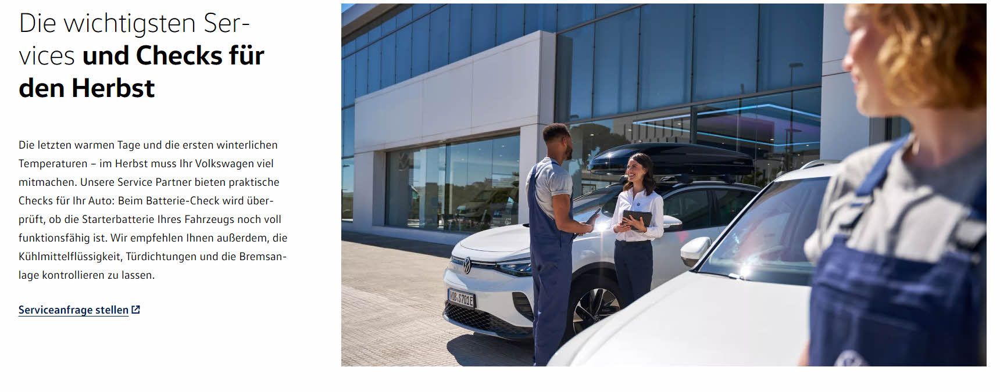 Die wichtigsten Ser-
vices und Checks für
den Herbst
Die letzten warmen Tage und die ersten winterlichen
Temperaturen – im Herbst muss Ihr Volkswagen viel
mitmachen. Unsere Service Partner bieten praktische
Checks für Ihr Auto: Beim Batterie-Check wird über-
prüft, ob die Starterbatterie Ihres Fahrzeugs noch voll
funktionsfähig ist. Wir empfehlen Ihnen außerdem, die
Kühlmittelflüssigkeit, Türdichtungen und die Bremsan-
lage kontrollieren zu lassen.
Serviceanfrage stellen
WOB S701E